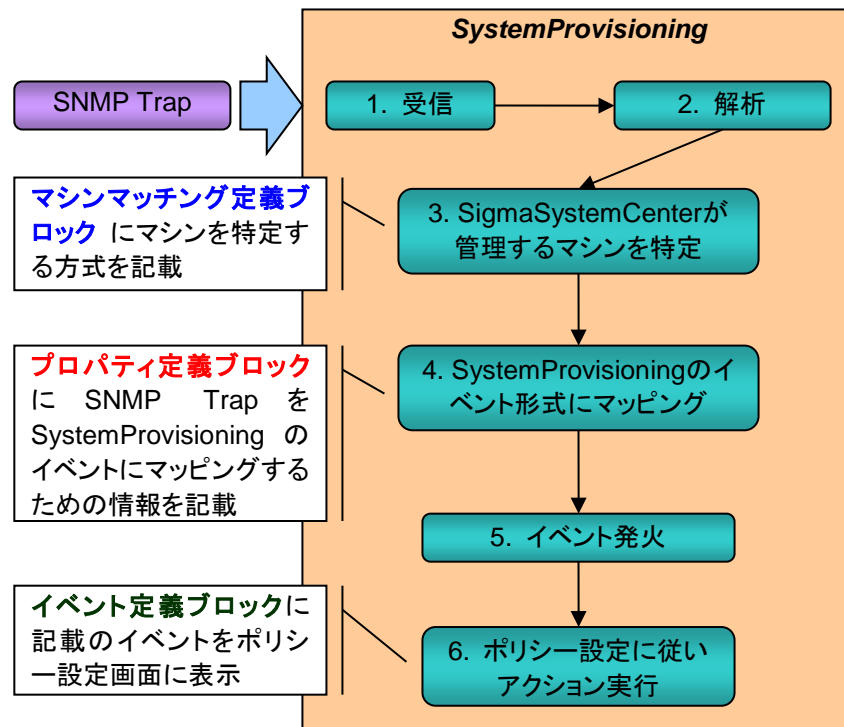 SystemProvisioning
SNMP Trap
1. 受信
2. 解析
マシンマッチング定義ブ
ロック にマシンを特定す
る方式を記載
3. SigmaSystemCenterが
管理するマシンを特定
プロパティ定義ブロック
に SNMP Trap を
SystemProvisioning の
イベントにマッピングする
ための情報を記載
4. SystemProvisioningのイ
ベント形式にマッピング
5. イベント発火
イベント定義ブロックに
記載のイベントをポリシ
ー設定画面に表示
6. ポリシー設定に従い
アクション実行